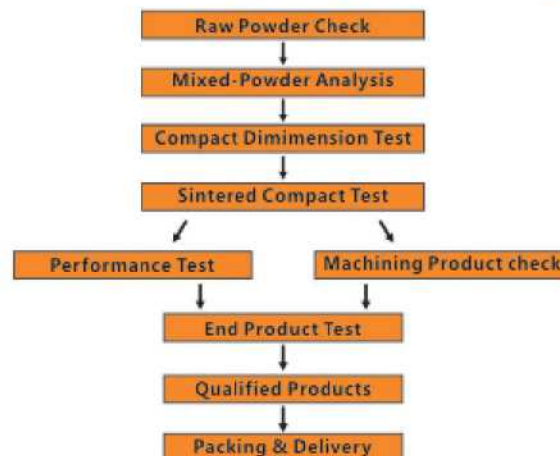 Raw Powder Check
Mixed-Powder Analysis
Compact Dimimension Test
Sintered Compact Test
Performance Test
Machining Product check
End Product Test
Qualified Products
Packing & Delivery